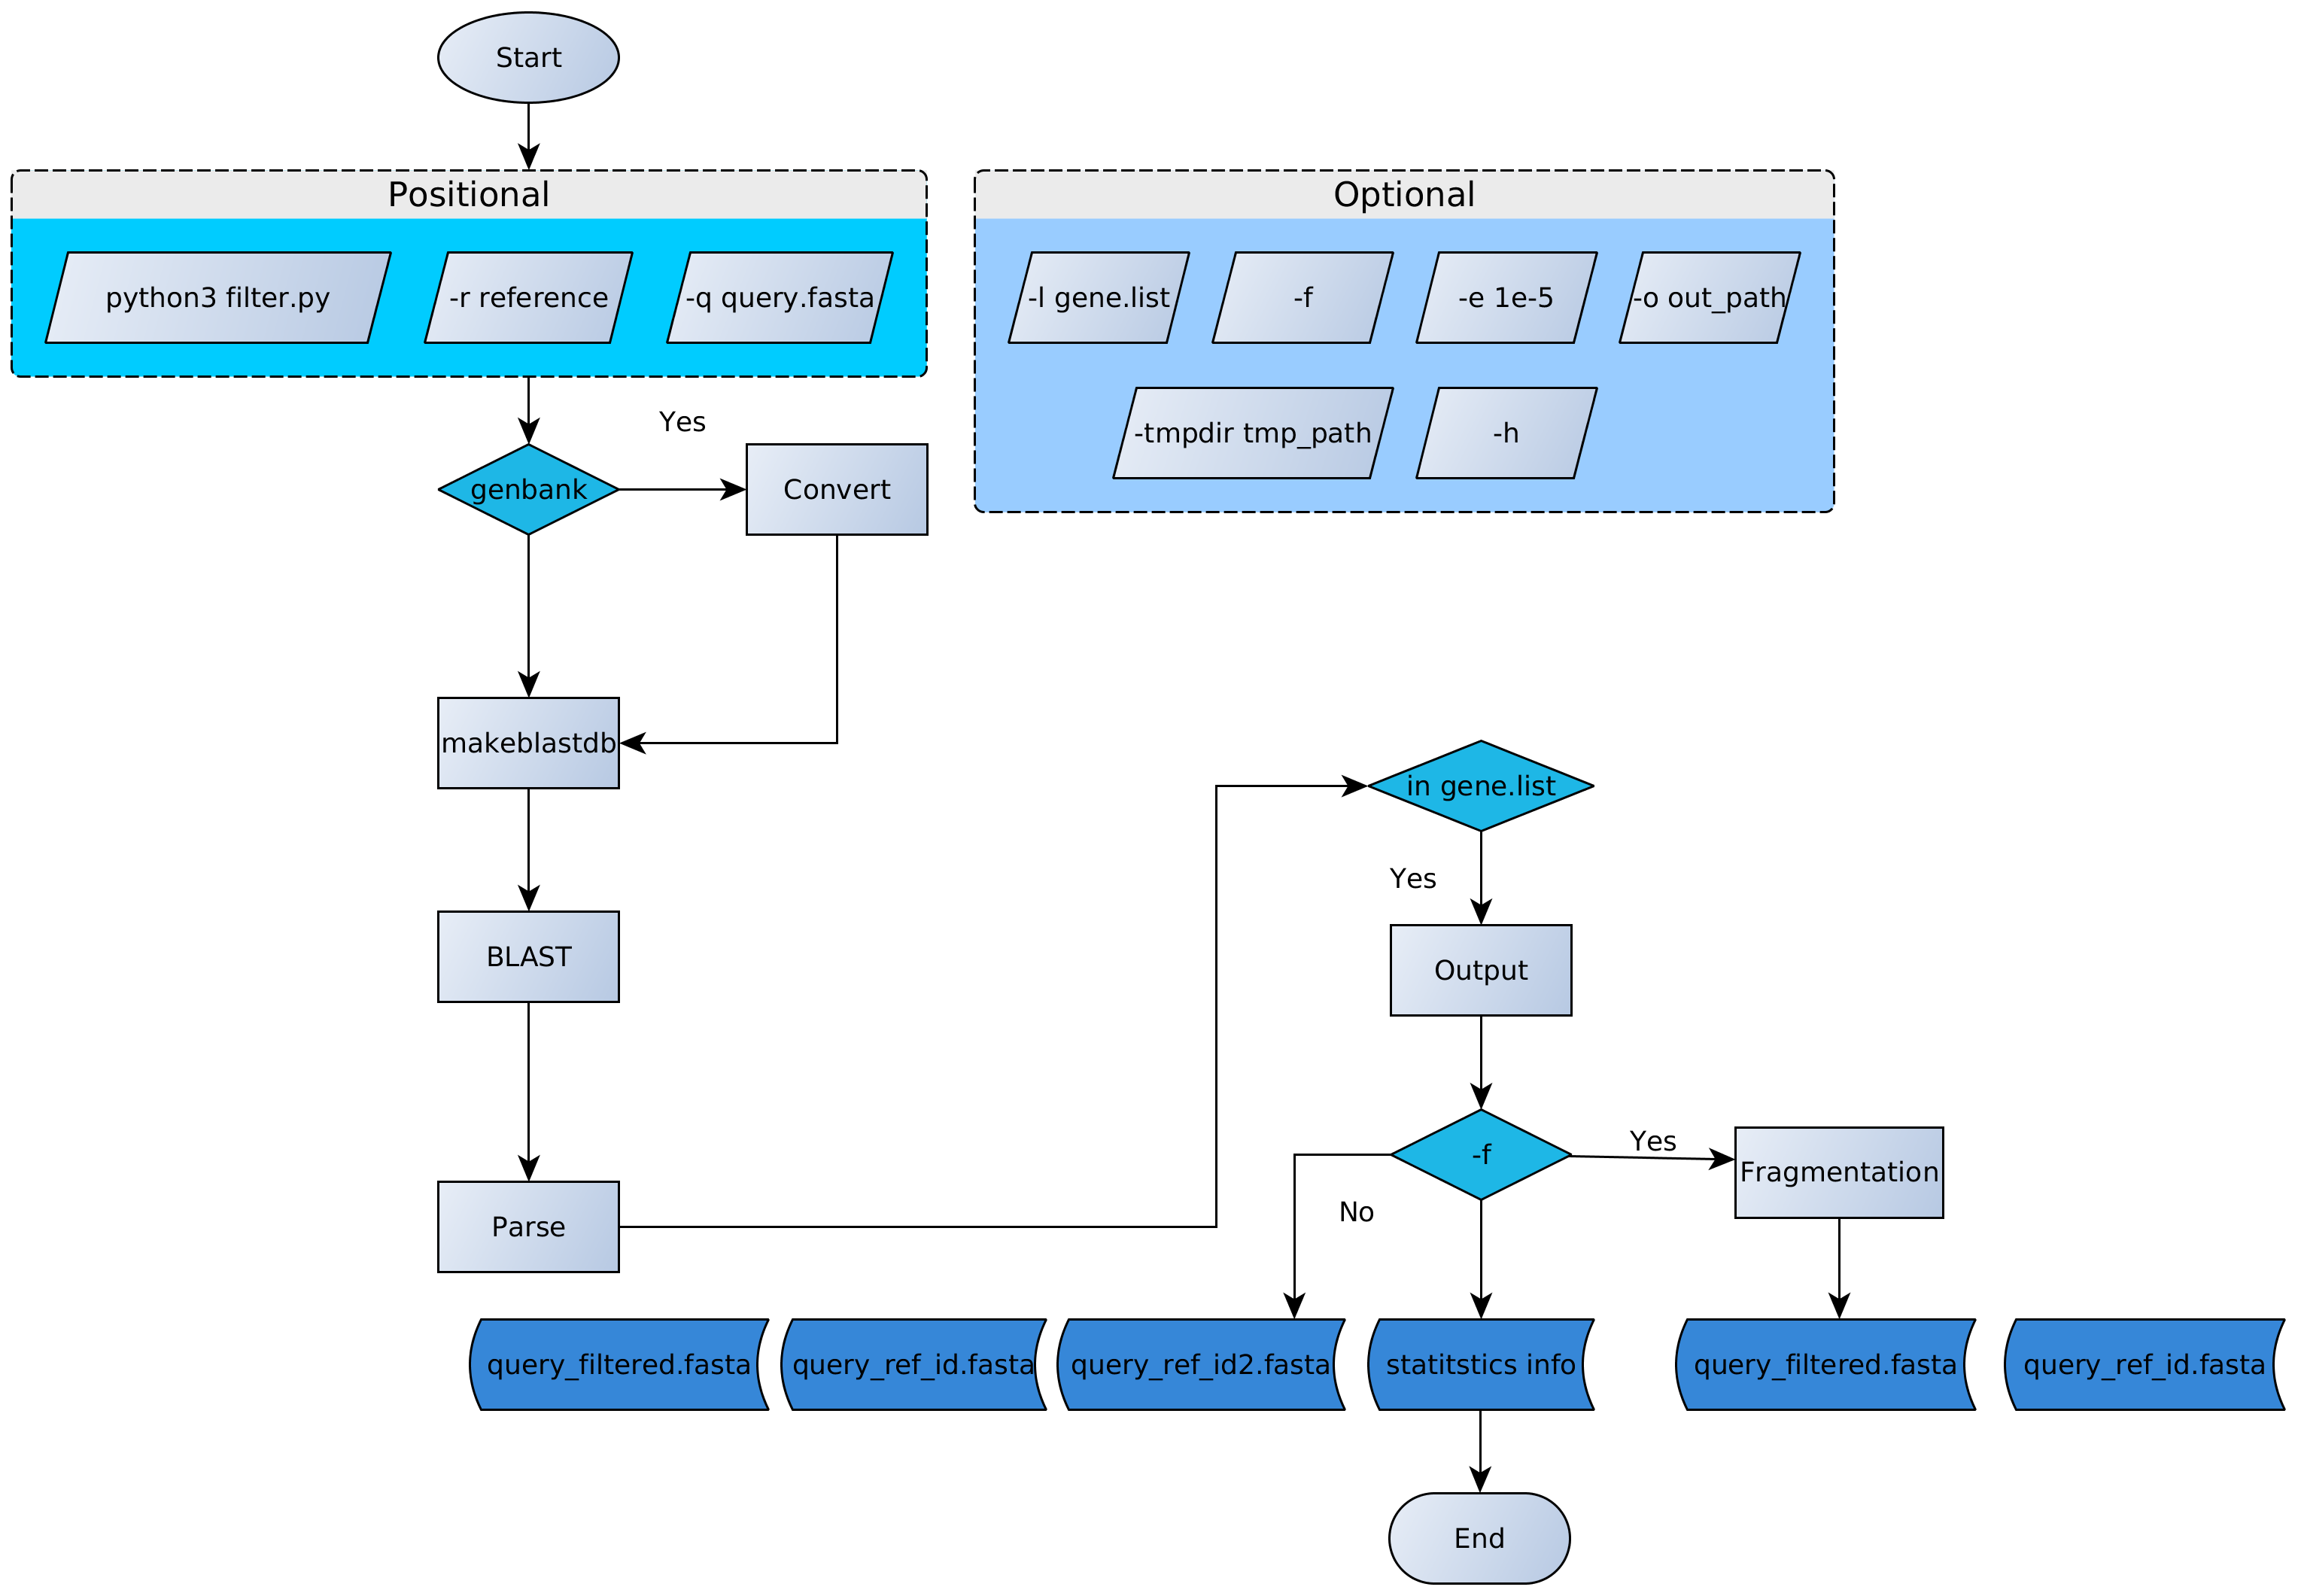 Start
Positional
python3 filter.py
-r reference
-q query.fasta
Optional
-l gene.list
-f
-e 1e-5
-o out_path
-tmpdir tmp_path
-h
Yes
genbank
Convert
makeblastdb
BLAST
Parse
in gene.list
Yes
Output
-f
Yes
Fragmentation
No
query_filtered.fasta
query_ref_id.fasta
query_ref_id2.fasta
statitstics info
query_filtered.fasta
query_ref_id.fasta
End